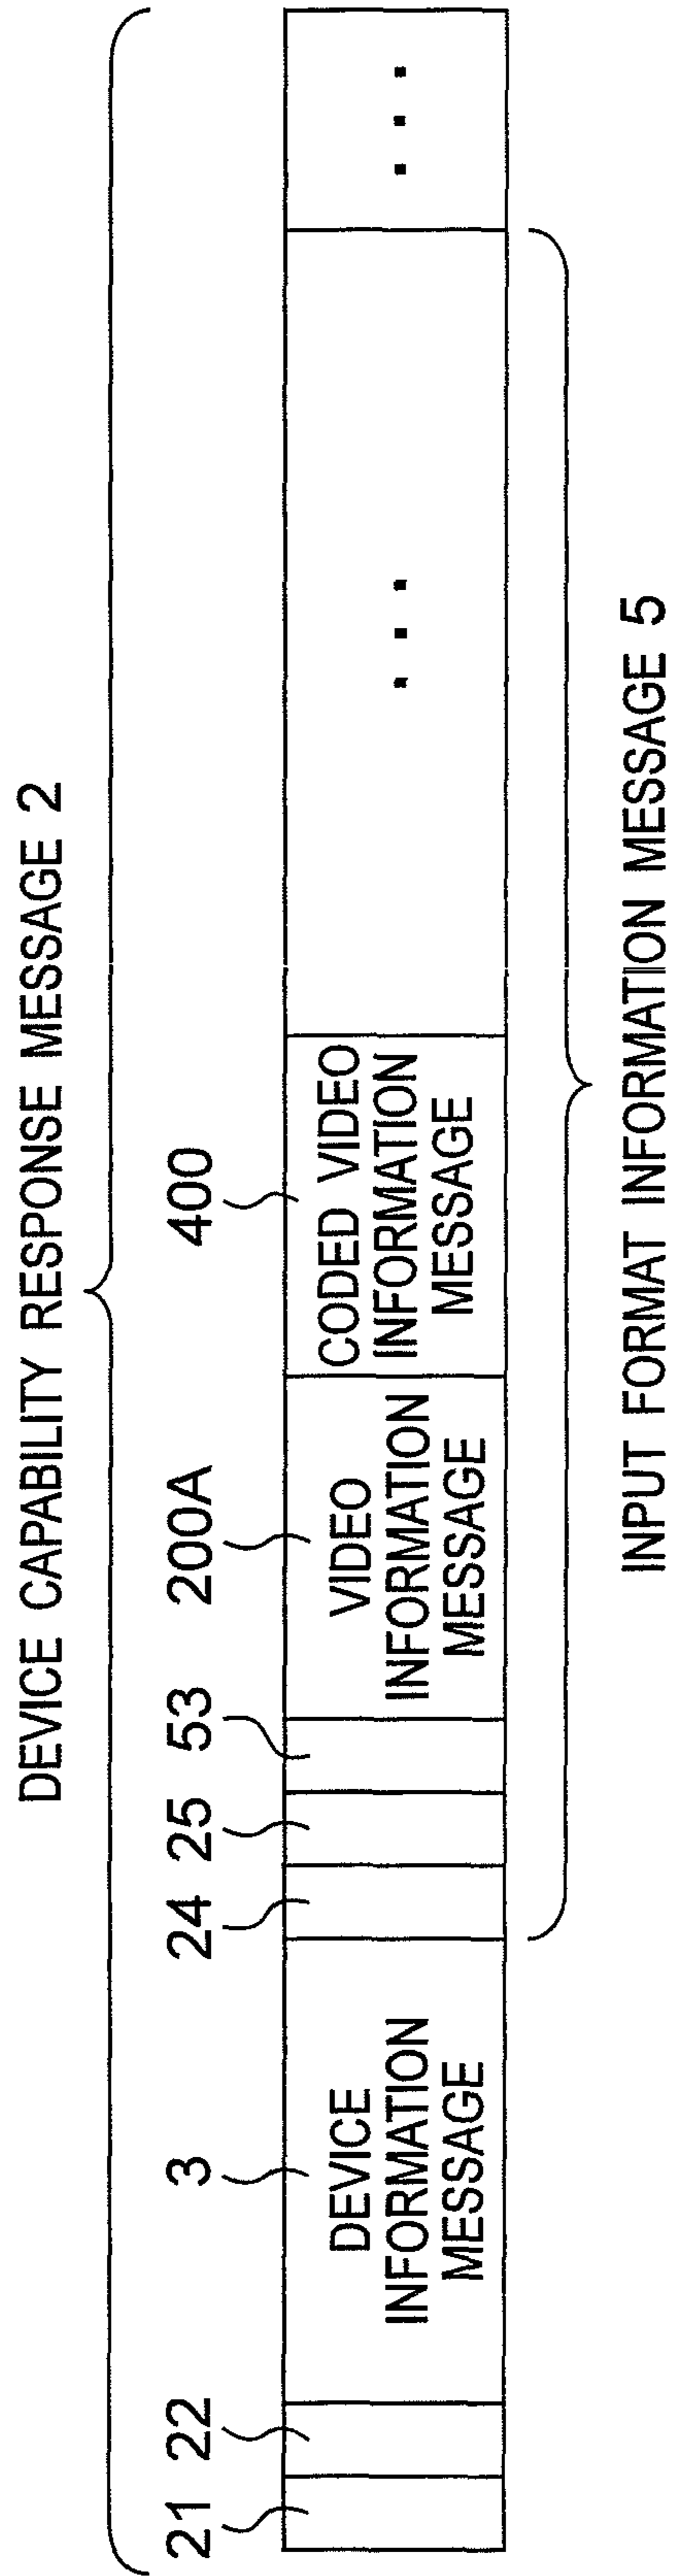 DEVICE CAPABILITY RESPONSE MESSAGE 2
21
22
3
24
25
53
200A
400
DEVICE
INFORMATION
MESSAGE
VIDEO
INFORMATION
MESSAGE
CODED VIDEO
INFORMATION
MESSAGE
. . .
. . .
INPUT FORMAT INFORMATION MESSAGE 5